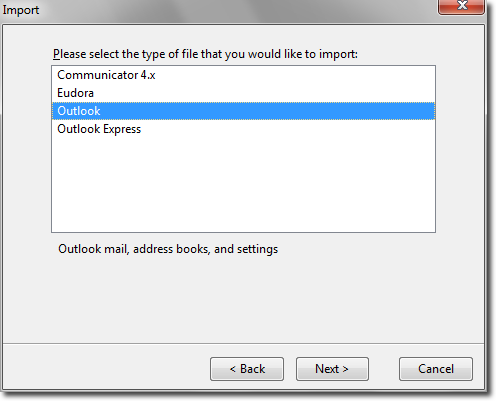 Import
Please select the type of file that you would like to import:
Communicator 4.x
Eudora
Outlook
Outlook Express
Outlook mail, address books, and settings
< Back
Next >
Cancel